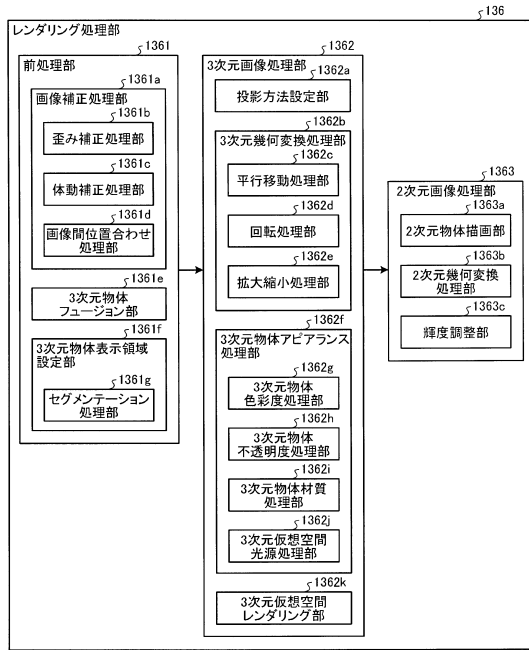 136
レンダリング処理部
1361
前処理部
1361a
画像補正処理部
1361b
歪み補正処理部
1361c
体動補正処理部
1361d
画像間位置合わせ
処理部
1361e
3次元物体
フュージョン部
1361f
3次元物体表示領域
設定部
1361g
セグメンテーション
処理部
1362
3次元画像処理部
1362a
投影方法設定部
1362b
3次元幾何変換処理部
1362c
平行移動処理部
1362d
回転処理部
1362e
拡大縮小処理部
1362f
3次元物体アピアランス
処理部
1362g
3次元物体
色彩度処理部
1362h
3次元物体
不透明度処理部
1362i
3次元物体材質
処理部
1362j
3次元仮想空間
光源処理部
1362k
3次元仮想空間
レンダリング部
1363
2次元画像処理部
1363a
2次元物体描画部
1363b
2次元幾何変換
処理部
1363c
輝度調整部